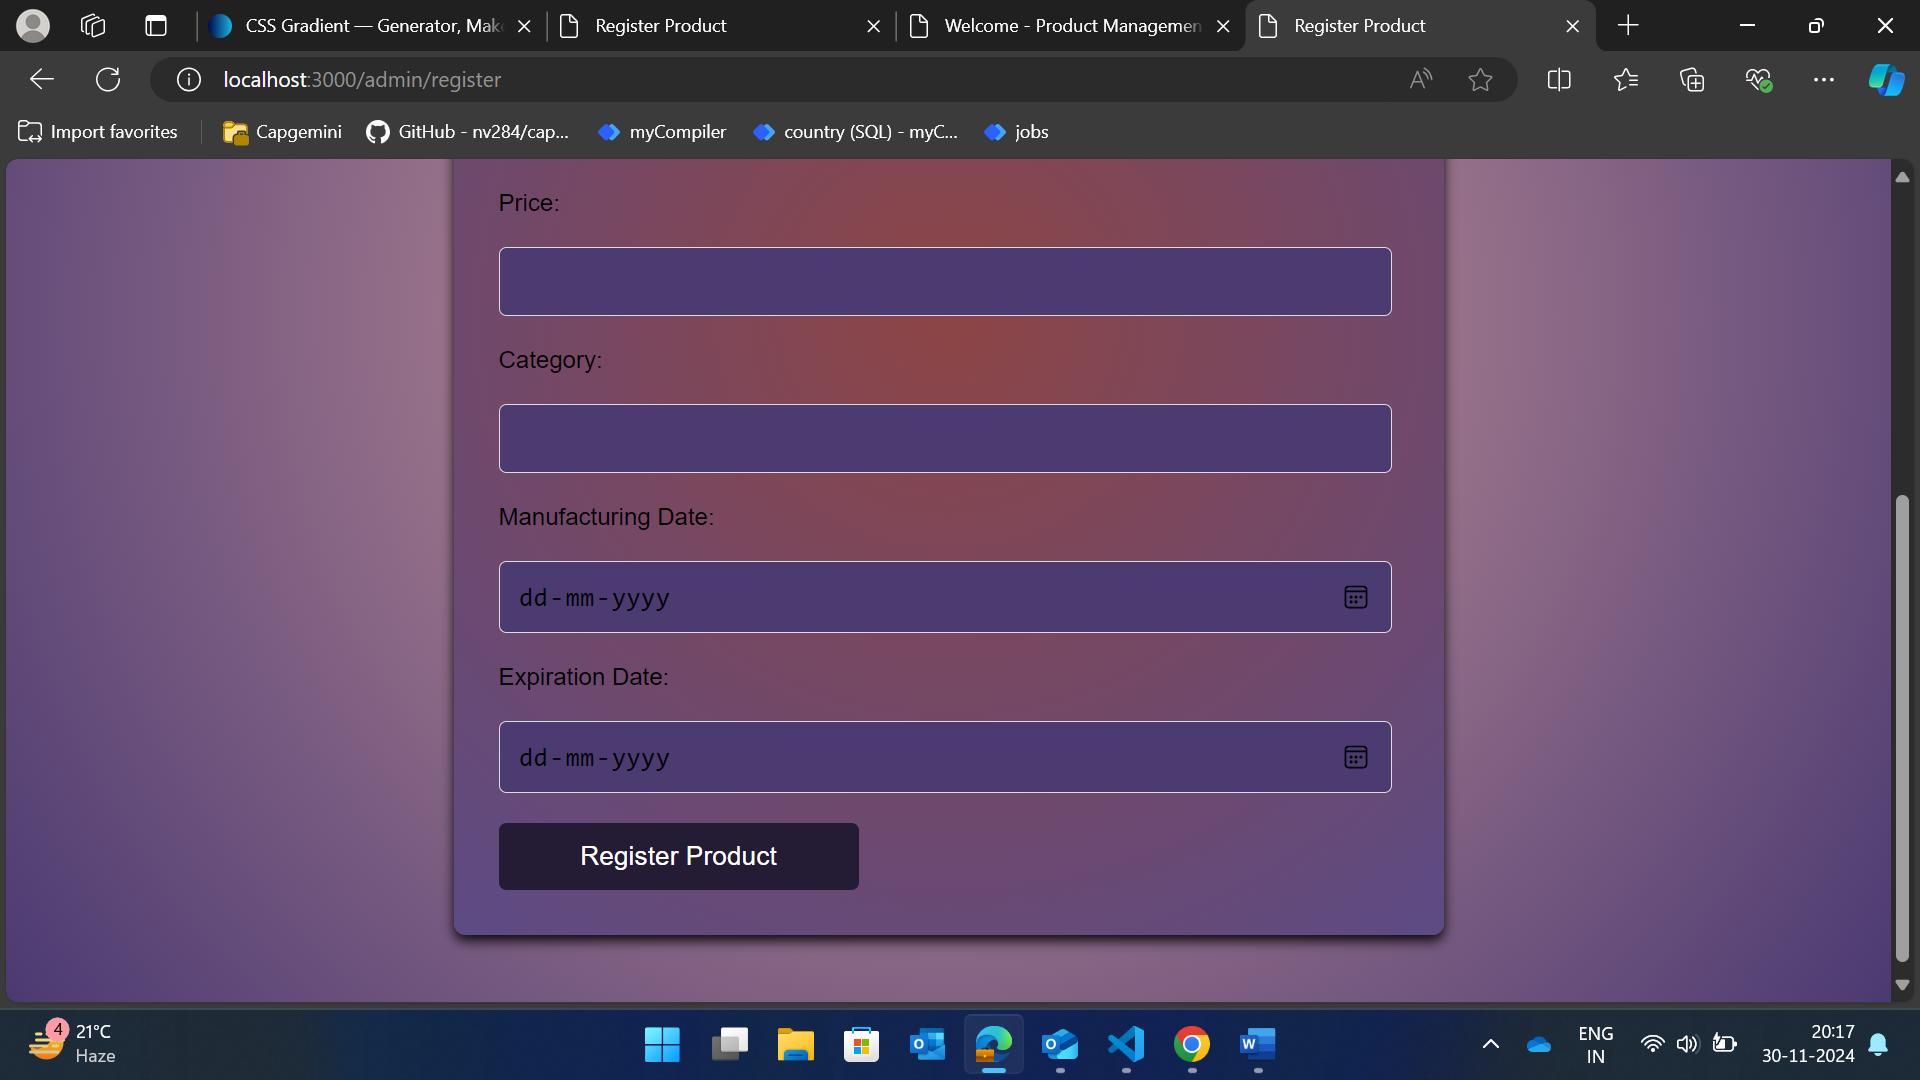 CSS Gradient — Generator, Mak
Register Product
Welcome - Product Managemen
Register Product
localhost:3000/admin/register
Import favorites
Capgemini
GitHub - nv284/cap...
myCompiler
country (SQL) - myC...
jobs
Price:
Category:
Manufacturing Date:
dd-mm-yyyy
Expiration Date:
dd-mm-yyyy
Register Product
4
21°C
Haze
ENG
IN
20:17
30-11-2024